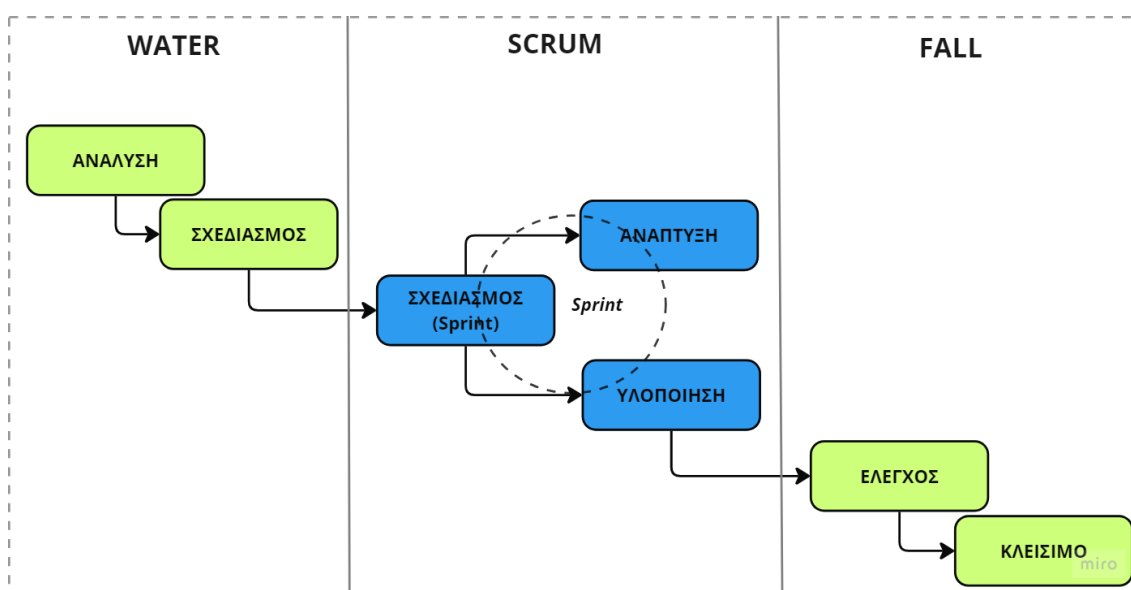 WATER
SCRUM
FALL
ΑΝΑΛΥΣΗ
ΣΧΕΔΙΑΣΜΟΣ
ΑΝΑΠΤΥΞΗ
ΣΧΕΔΙΑΣΜΟΣ
(Sprint)
Sprint
ΥΛΟΠΟΙΗΣΗ
ΕΛΕΓΧΟΣ
ΚΛΕΙΣΙΜΟ
miro